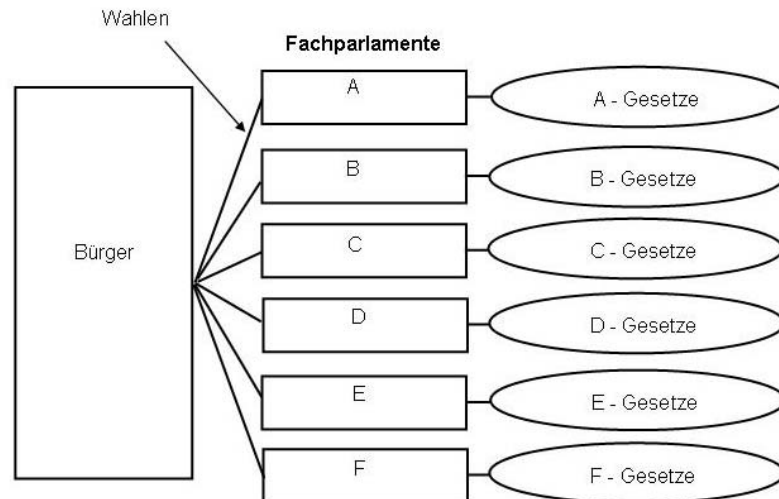 Wahlen
Fachparlamente
Bürger
A
A - Gesetze
B
B - Gesetze
C
C - Gesetze
D
D - Gesetze
E
E - Gesetze
F
F - Gesetze